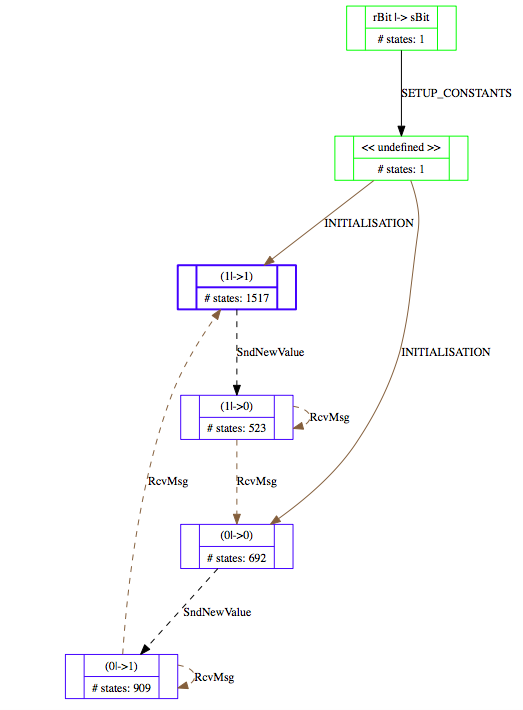 rBit |-> sBit
# states: 1
SETUP_CONSTANTS
<< undefined >>
# states: 1
INITIALISATION
(1|->1)
# states: 1517
SndNewValue
INITIALISATION
(1|->0)
# states: 523
RcvMsg
RcvMsg
RcvMsg
(0|->0)
# states: 692
SndNewValue
(0|->1)
# states: 909
RcvMsg